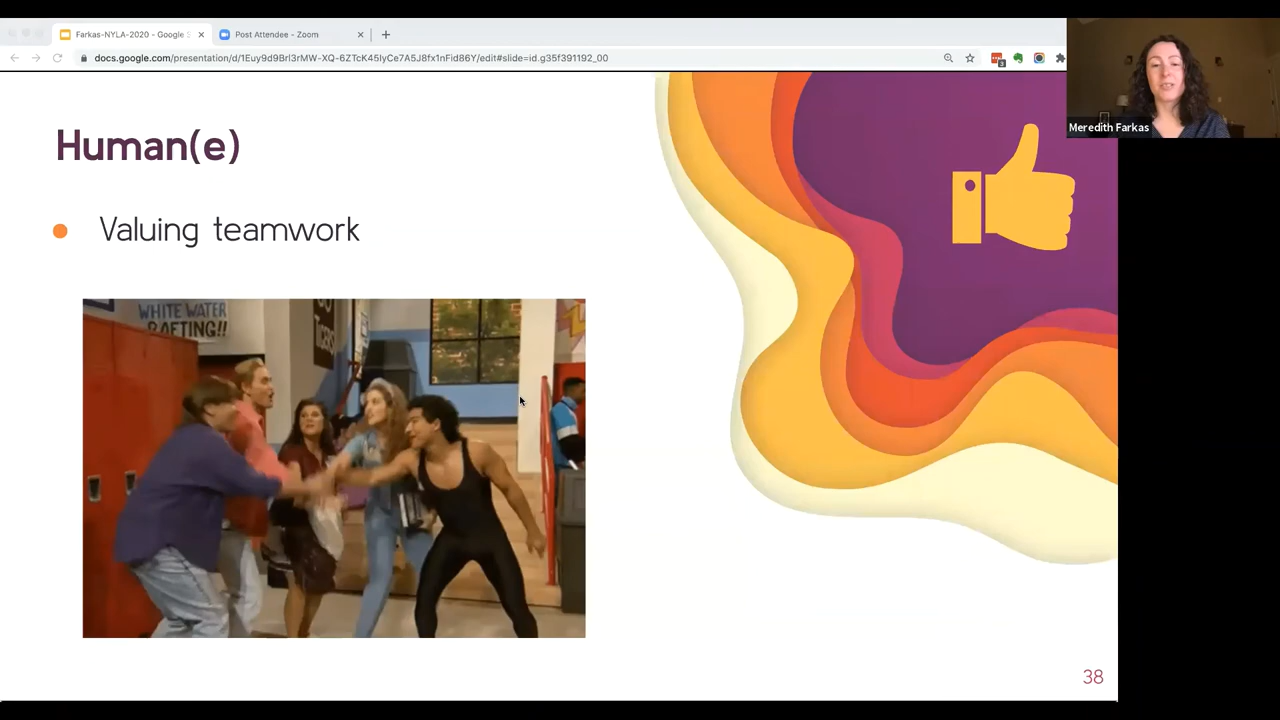 Farkas-NYLA-2020 - Google S
Post Attendee - Zoom
docs.google.com/presentation/d/1Euy9d9Brl3rMW-XQ-6ZTcK45IyCe7A5J8fx1nFid86Y/edit#slide=id.g35f391192_00
3
Meredith Farkas
Human(e)
Valuing teamwork
WHITE WATER
RAFTING!!
38